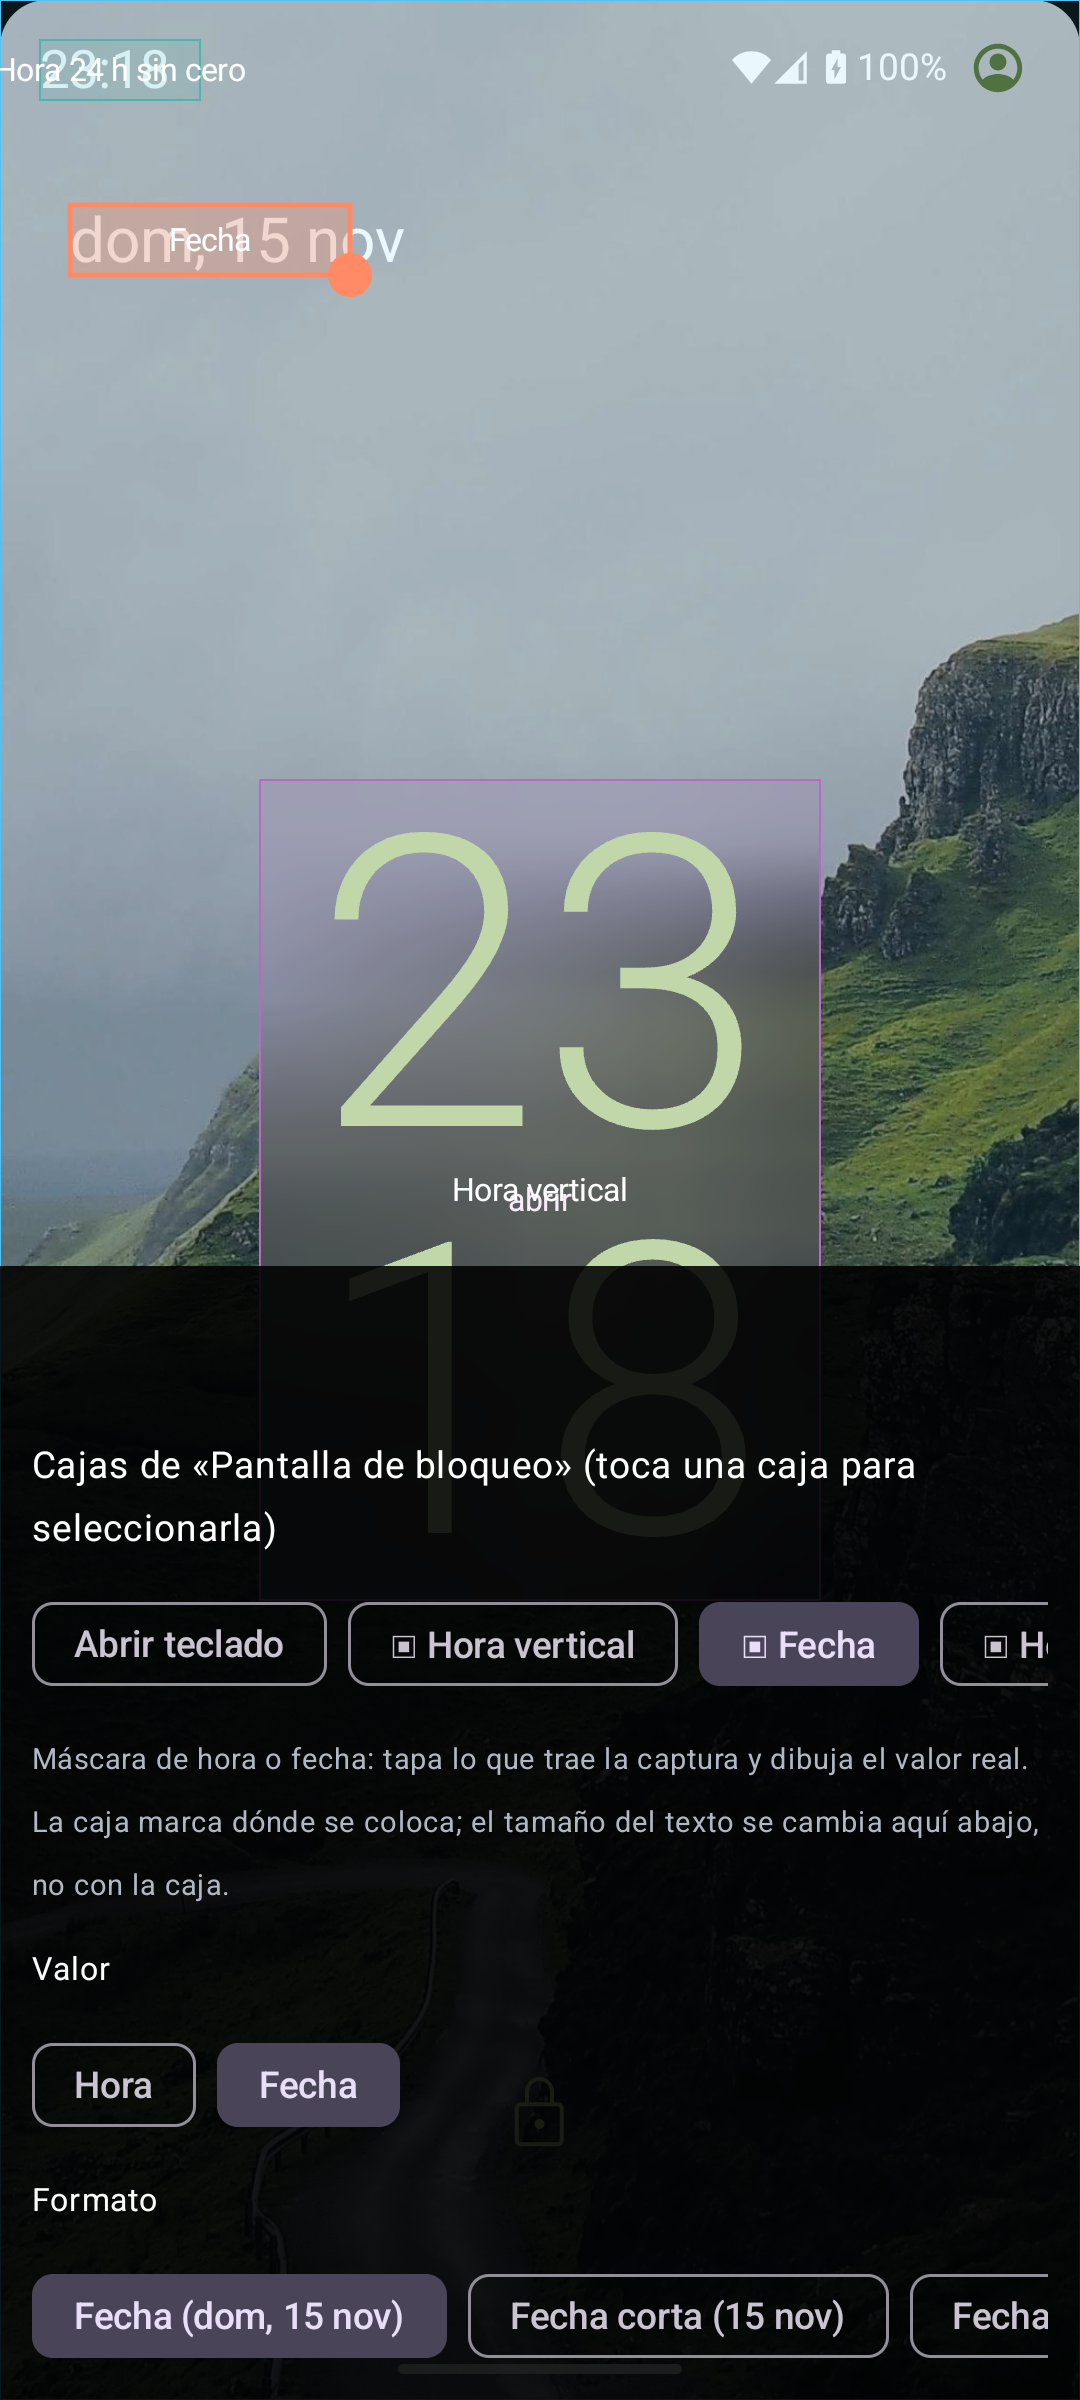 23:18
Hora 24 h sin cero
100%
dom, 15 nov
Fecha
23
Hora vertical
abrir
18
Cajas de «Pantalla de bloqueo» (toca una caja para
seleccionarla)
Abrir teclado
Hora vertical
Fecha
Máscara de hora o fecha: tapa lo que trae la captura y dibuja el valor real.
La caja marca dónde se coloca; el tamaño del texto se cambia aquí abajo,
no con la caja.
Valor
Hora
Fecha
Formato
Fecha (dom, 15 nov)
Fecha corta (15 nov)
Fecha